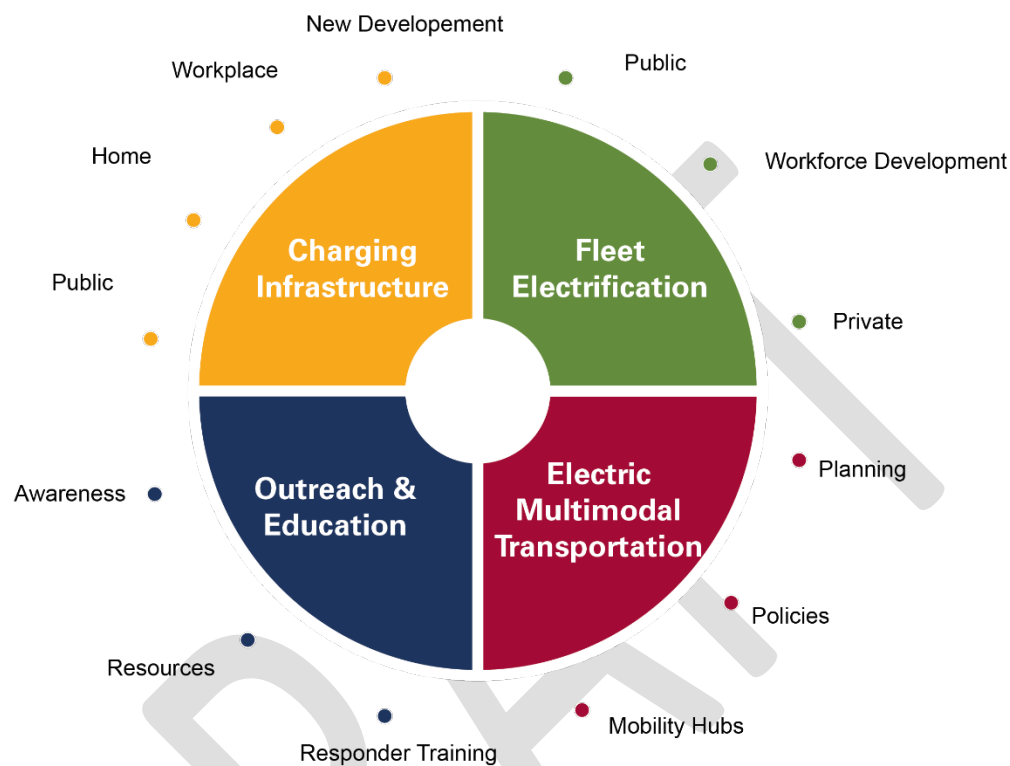 New Developement
Public
Workplace
Workforce Development
Home
Charging
Infrastructure
Fleet
Electrification
Public
Private
Planning
Awareness
Outreach &
Education
Electric
Multimodal
Transportation
Policies
Resources
Mobility Hubs
Responder Training